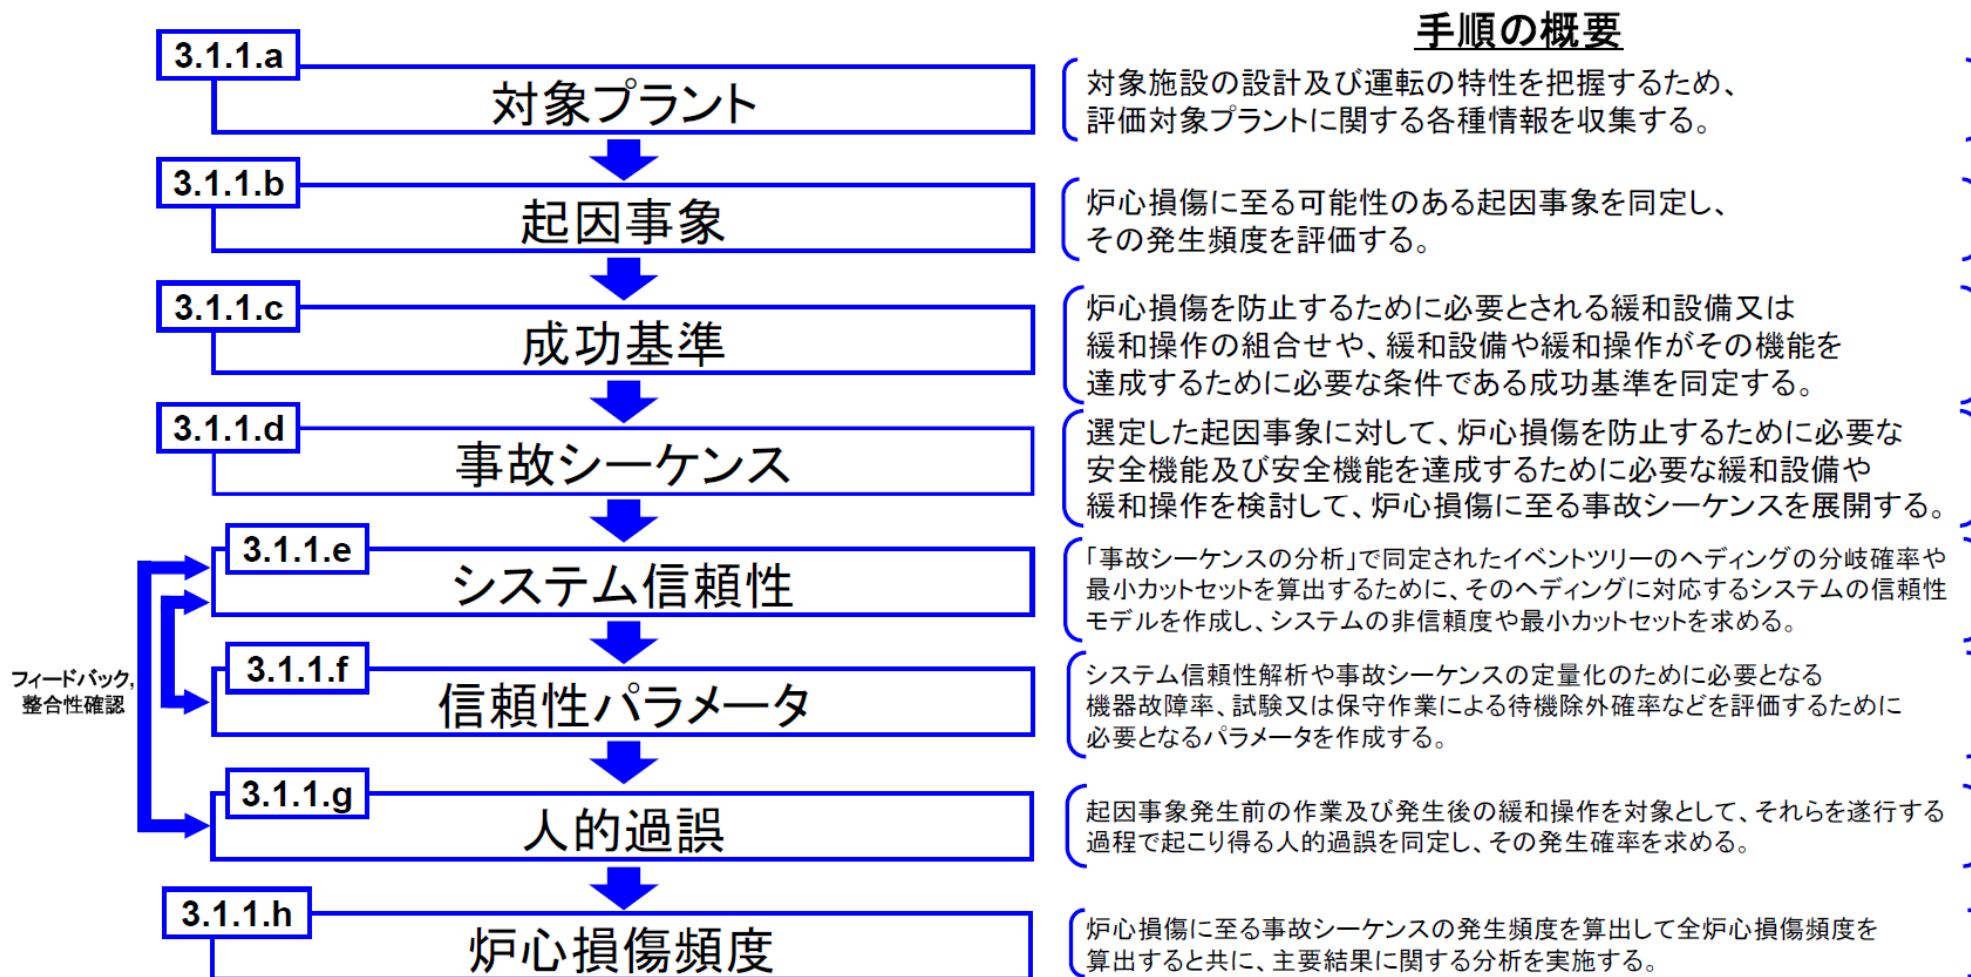 手順の概要
3.1.1.a
対象プラント
対象施設の設計及び運転の特性を把握するため、
評価対象プラントに関する各種情報を収集する。
3.1.1.b
起因事象
炉心損傷に至る可能性のある起因事象を同定し、
その発生頻度を評価する。
3.1.1.c
成功基準
炉心損傷を防止するために必要とされる緩和設備又は
緩和操作の組合せや、緩和設備や緩和操作がその機能を
達成するために必要な条件である成功基準を同定する。
3.1.1.d
事故シーケンス
選定した起因事象に対して、炉心損傷を防止するために必要な
安全機能及び安全機能を達成するために必要な緩和設備や
緩和操作を検討して、炉心損傷に至る事故シーケンスを展開する。
3.1.1.e
システム信頼性
「事故シーケンスの分析」で同定されたイベントツリーのヘディングの分岐確率や
最小カットセットを算出するために、そのヘディングに対応するシステムの信頼性
モデルを作成し、システムの非信頼度や最小カットセットを求める。
フィードバック,
整合性確認
3.1.1.f
信頼性パラメータ
システム信頼性解析や事故シーケンスの定量化のために必要となる
機器故障率、試験又は保守作業による待機除外確率などを評価するために
必要となるパラメータを作成する。
3.1.1.g
人的過誤
起因事象発生前の作業及び発生後の緩和操作を対象として、それらを遂行する
過程で起こり得る人的過誤を同定し、その発生確率を求める。
3.1.1.h
炉心損傷頻度
炉心損傷に至る事故シーケンスの発生頻度を算出して全炉心損傷頻度を
算出すると共に、主要結果に関する分析を実施する。